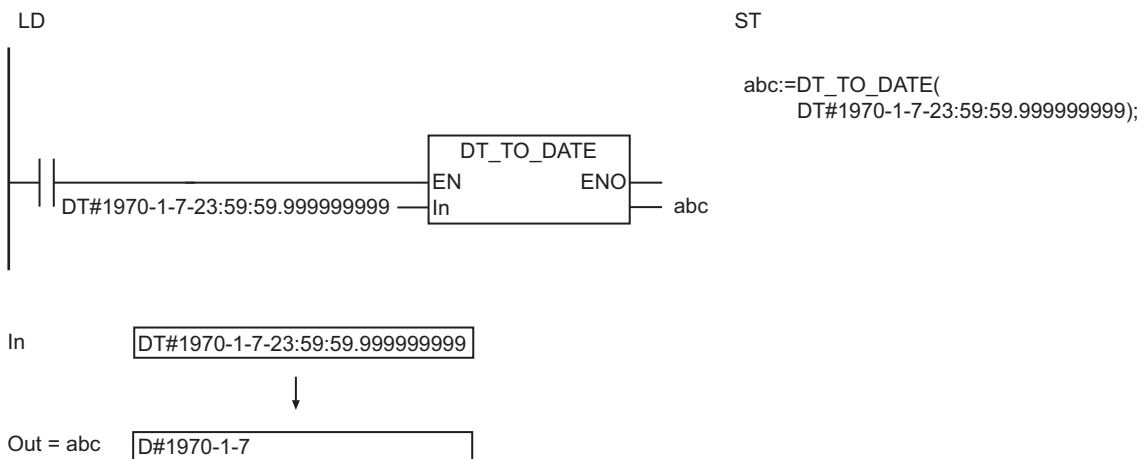 LD
ST
abc:=DT_TO_DATE(
DT#1970-1-7-23:59:59.999999999);
DT_TO_DATE
EN ENO
DT#1970-1-7-23:59:59.999999999 In abc
In DT#1970-1-7-23:59:59.999999999
Out = abc D#1970-1-7